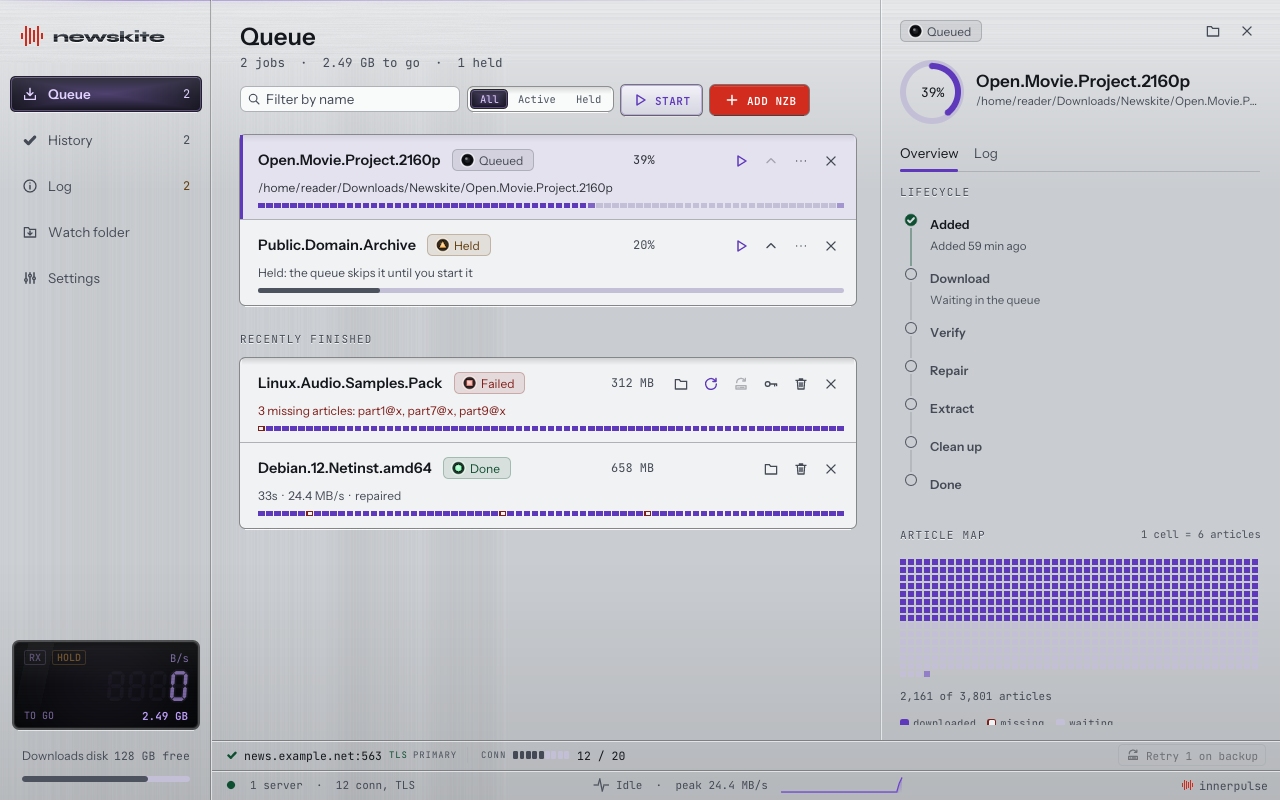 newskite
Queue 2
History 2
Log 2
Watch folder
Settings
RX HOLD B/s
0
TO GO 2.49 GB
Downloads disk 128 GB free
Queue
2 jobs · 2.49 GB to go · 1 held
Filter by name
All Active Held
START
ADD NZB
Open.Movie.Project.2160p Queued 39%
/home/reader/Downloads/Newskite/Open.Movie.Project.2160p
Public.Domain.Archive Held 20%
Held: the queue skips it until you start it
RECENTLY FINISHED
Linux.Audio.Samples.Pack Failed 312 MB
3 missing articles: part1@x, part7@x, part9@x
Debian.12.Netinst.amd64 Done 658 MB
33s · 24.4 MB/s · repaired
Queued
39%
Open.Movie.Project.2160p
/home/reader/Downloads/Newskite/Open.Movie.P…
Overview Log
LIFECYCLE
Added
Added 59 min ago
Download
Waiting in the queue
Verify
Repair
Extract
Clean up
Done
ARTICLE MAP 1 cell = 6 articles
2,161 of 3,801 articles
downloaded missing waiting
news.example.net:563 TLS PRIMARY CONN 12 / 20
Retry 1 on backup
1 server · 12 conn, TLS
Idle · peak 24.4 MB/s
innerpulse